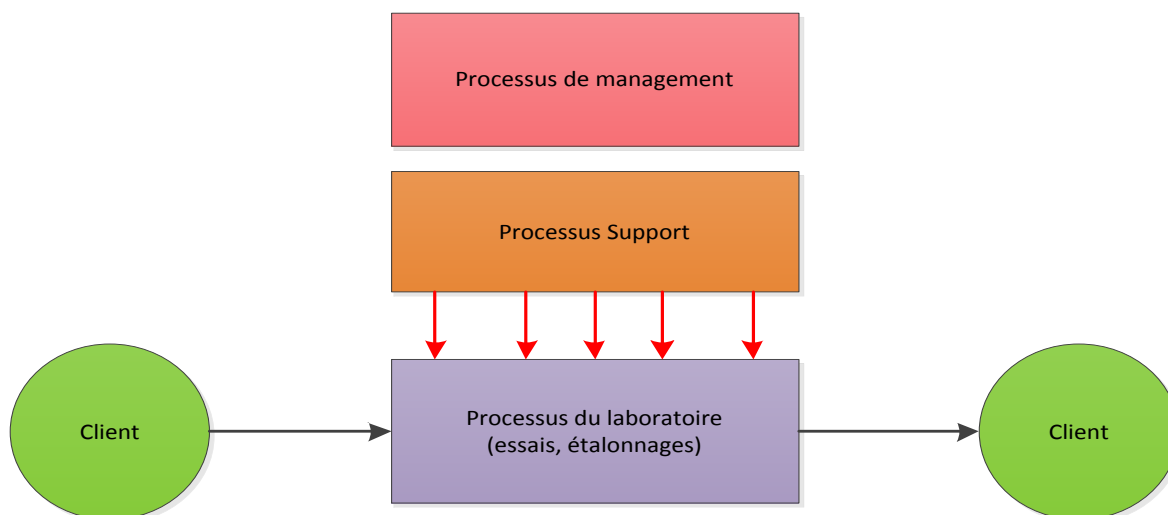 Processus de management
Processus Support
Client
Processus du laboratoire
(essais, étalonnages)
Client